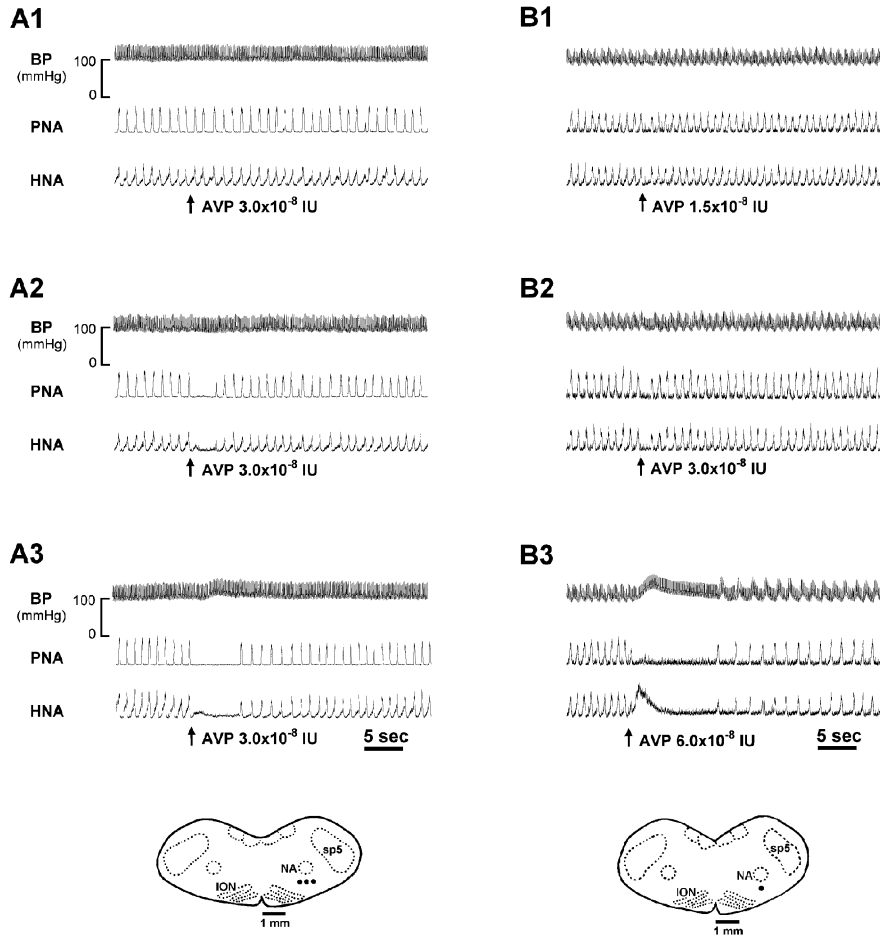 A1
BP
(mmHg)
100
0
PNA
HNA
AVP 3.0x10⁻⁸ IU
B1
AVP 1.5x10⁻⁸ IU
A2
BP
(mmHg)
100
0
PNA
HNA
AVP 3.0x10⁻⁸ IU
B2
AVP 3.0x10⁻⁸ IU
A3
BP
(mmHg)
100
0
PNA
HNA
AVP 3.0x10⁻⁸ IU
5 sec
B3
AVP 6.0x10⁻⁸ IU
5 sec
sp5
NA
ION
1 mm
sp5
NA
ION
1 mm